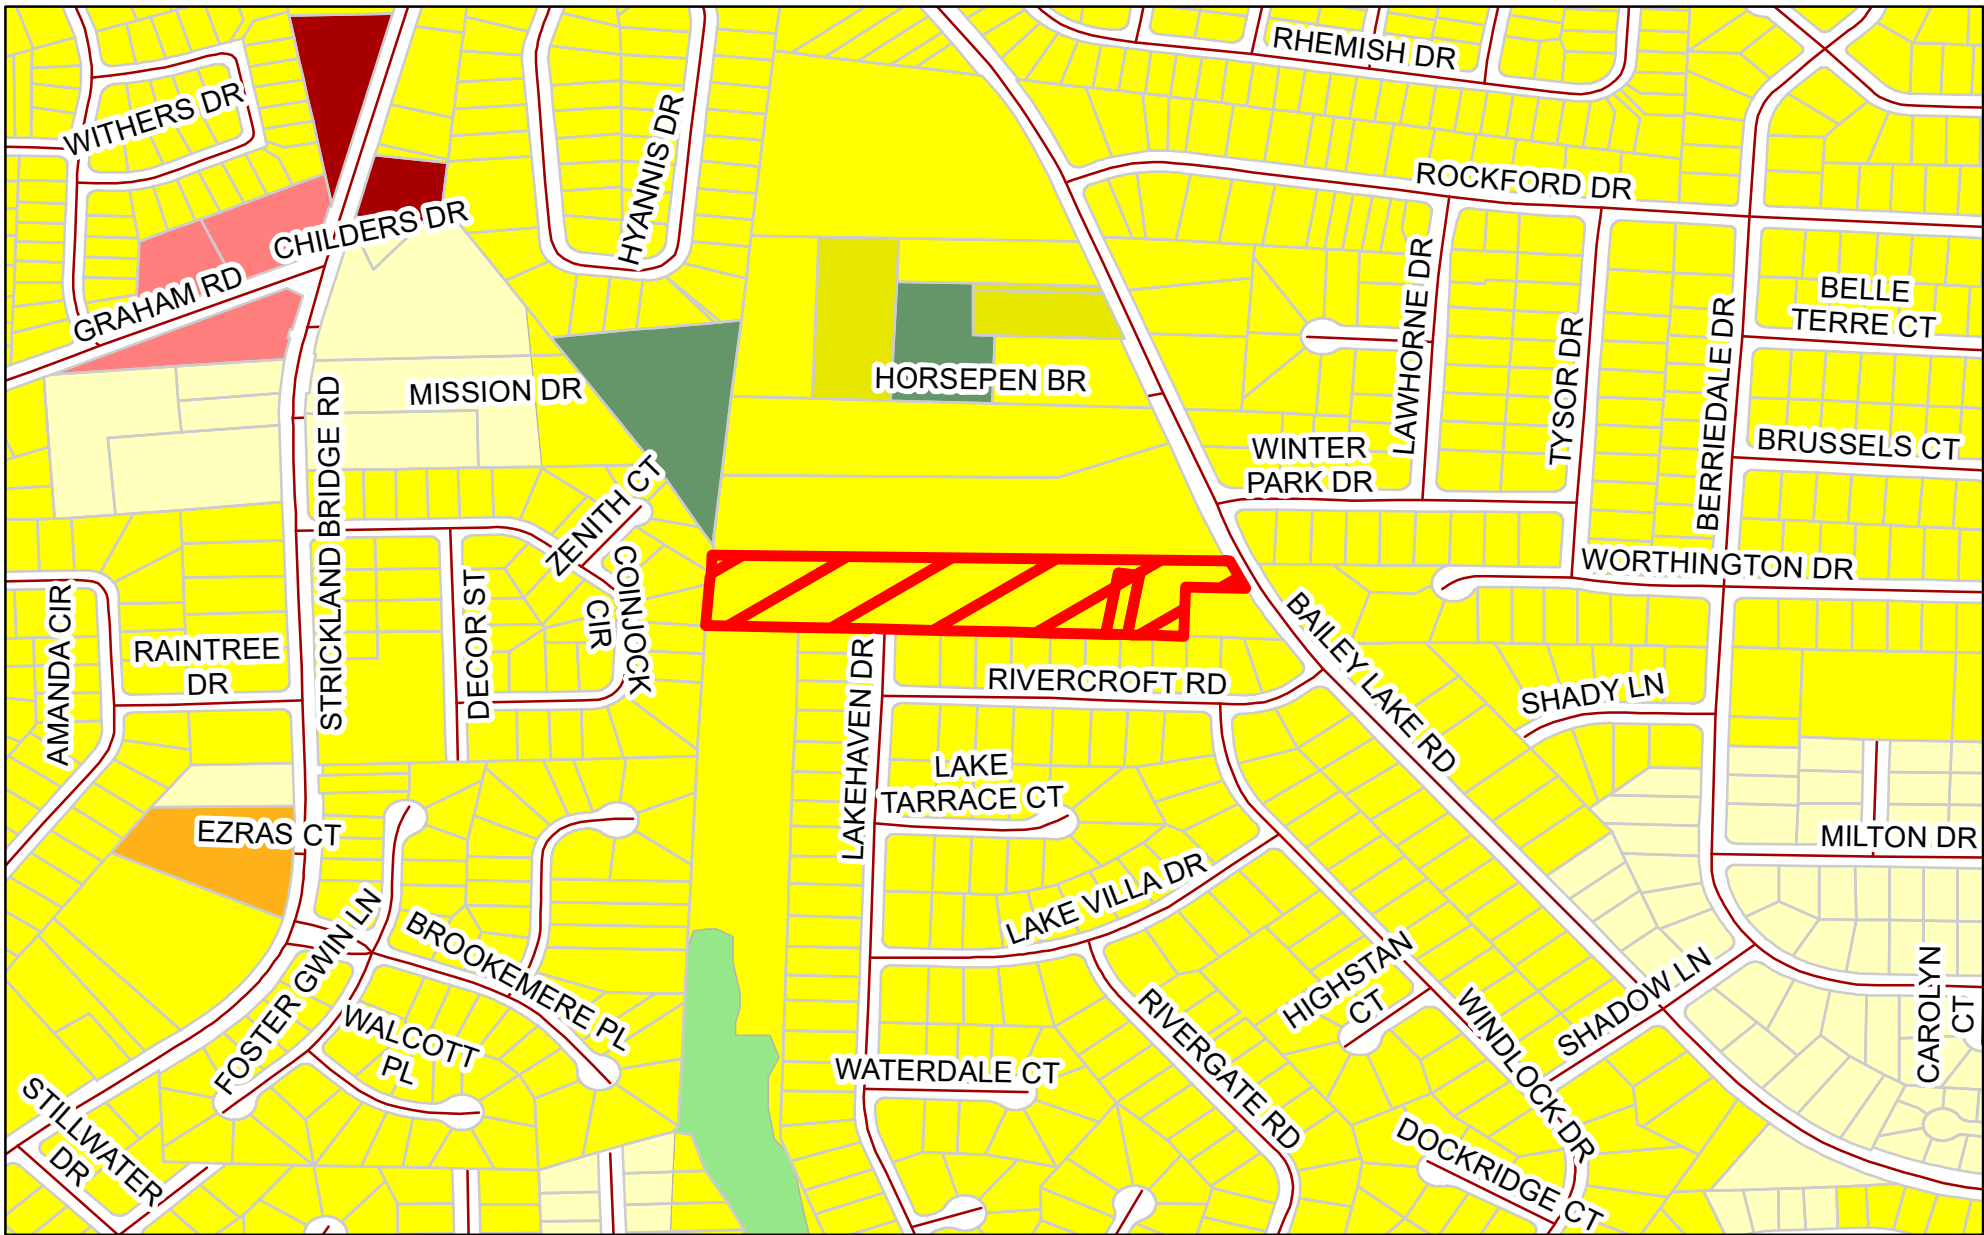 RHEMISH DR
WITHERS DR
HYANNIS DR
ROCKFORD DR
CHILDERS DR
GRAHAM RD
LAWHORNE DR
BELLE
TERRE CT
TYSOR DR
BERRIEDALE DR
MISSION DR
HORSEPEN BR
STRICKLAND BRIDGE RD
WINTER
PARK DR
BRUSSELS CT
ZENITH CT
COINJOCK
CIR
WORTHINGTON DR
AMANDA CIR
DECOR ST
RAINTREE
DR
BAILEY LAKE RD
LAKEHAVEN DR
RIVERCROFT RD
SHADY LN
LAKE
TARRACE CT
EZRAS CT
MILTON DR
LAKE VILLA DR
FOSTER GWIN LN
BROOKEMERE PL
HIGHSTAN
CT
SHADOW LN
CAROLYN
CT
WALCOTT
PL
RIVERGATE RD
WINDLOCK DR
WATERDALE CT
STILLWATER
DR
DOCKRIDGE CT